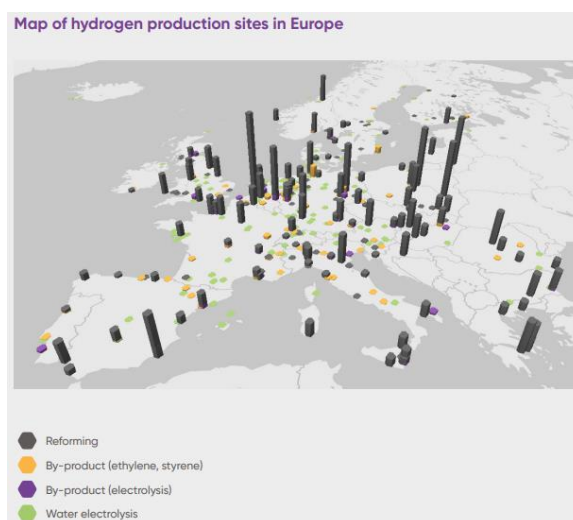 Map of hydrogen production sites in Europe
Reforming
By-product (ethylene, styrene)
By-product (electrolysis)
Water electrolysis